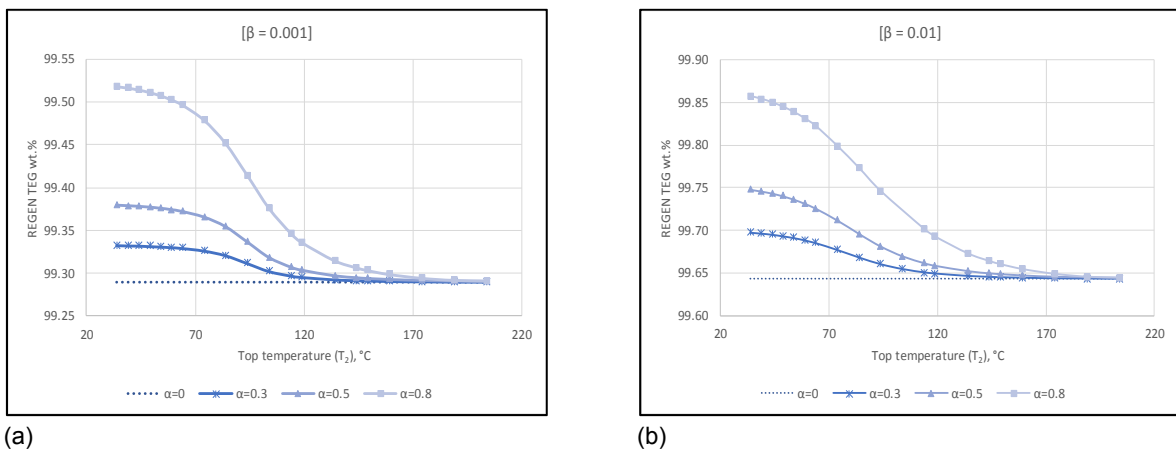 [β = 0.001]
99.55
99.50
99.45
99.40
99.35
99.30
99.25
REGEN TEG wt.%
20 70 120 170 220
Top temperature (T₂), °C
α=0 α=0.3 α=0.5 α=0.8
(a)
[β = 0.01]
99.90
99.85
99.80
99.75
99.70
99.65
99.60
REGEN TEG wt.%
20 70 120 170 220
Top temperature (T₂), °C
α=0 α=0.3 α=0.5 α=0.8
(b)